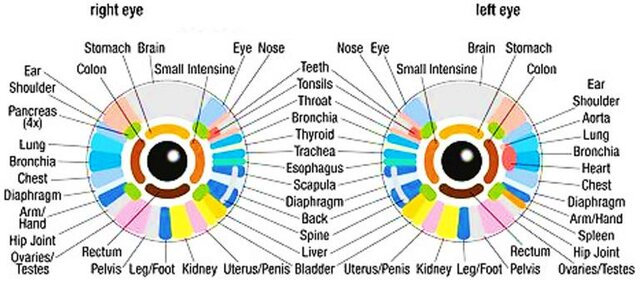 right eye
left eye
Stomach
Brain
Eye
Nose
Colon
Small Intensine
Ear
Shoulder
Pancreas
(4x)
Lung
Bronchia
Chest
Diaphragm
Arm/
Hand
Hip Joint
Ovaries/
Testes
Rectum
Pelvis
Leg/Foot
Kidney
Uterus/Penis
Bladder
Teeth
Tonsils
Throat
Bronchia
Thyroid
Trachea
Esophagus
Scapula
Diaphragm
Back
Spine
Liver
Nose
Eye
Brain
Stomach
Small Intensine
Colon
Ear
Shoulder
Aorta
Lung
Bronchia
Heart
Chest
Diaphragm
Arm/Hand
Spleen
Hip Joint
Ovaries/Testes
Rectum
Uterus/Penis
Kidney
Leg/Foot
Pelvis